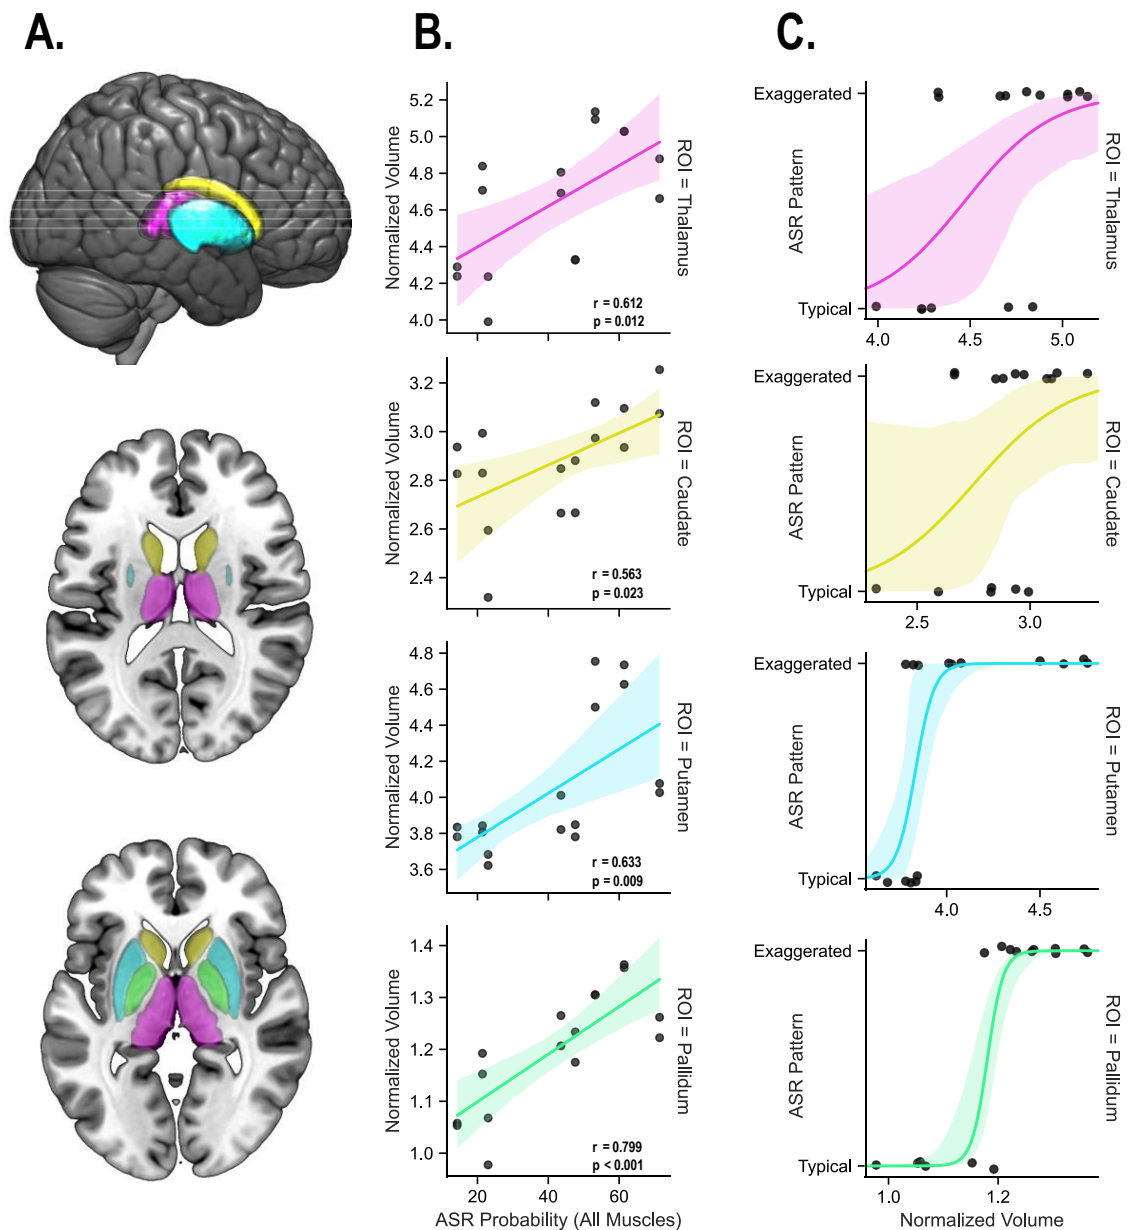 A.
B.
C.
5.2
5.0
4.8
4.6
4.4
4.2
4.0
Normalized Volume
r = 0.612
p = 0.012
ROI = Thalamus
Exaggerated
Typical
ASR Pattern
4.0
4.5
5.0
ROI = Thalamus
3.2
3.0
2.8
2.6
2.4
Normalized Volume
r = 0.563
p = 0.023
ROI = Caudate
Exaggerated
Typical
ASR Pattern
2.5
3.0
ROI = Caudate
4.8
4.6
4.4
4.2
4.0
3.8
3.6
Normalized Volume
r = 0.633
p = 0.009
ROI = Putamen
Exaggerated
Typical
ASR Pattern
4.0
4.5
ROI = Putamen
1.4
1.3
1.2
1.1
1.0
Normalized Volume
r = 0.799
p < 0.001
ROI = Pallidum
20
40
60
ASR Probability (All Muscles)
Exaggerated
Typical
ASR Pattern
1.0
1.2
Normalized Volume
ROI = Pallidum